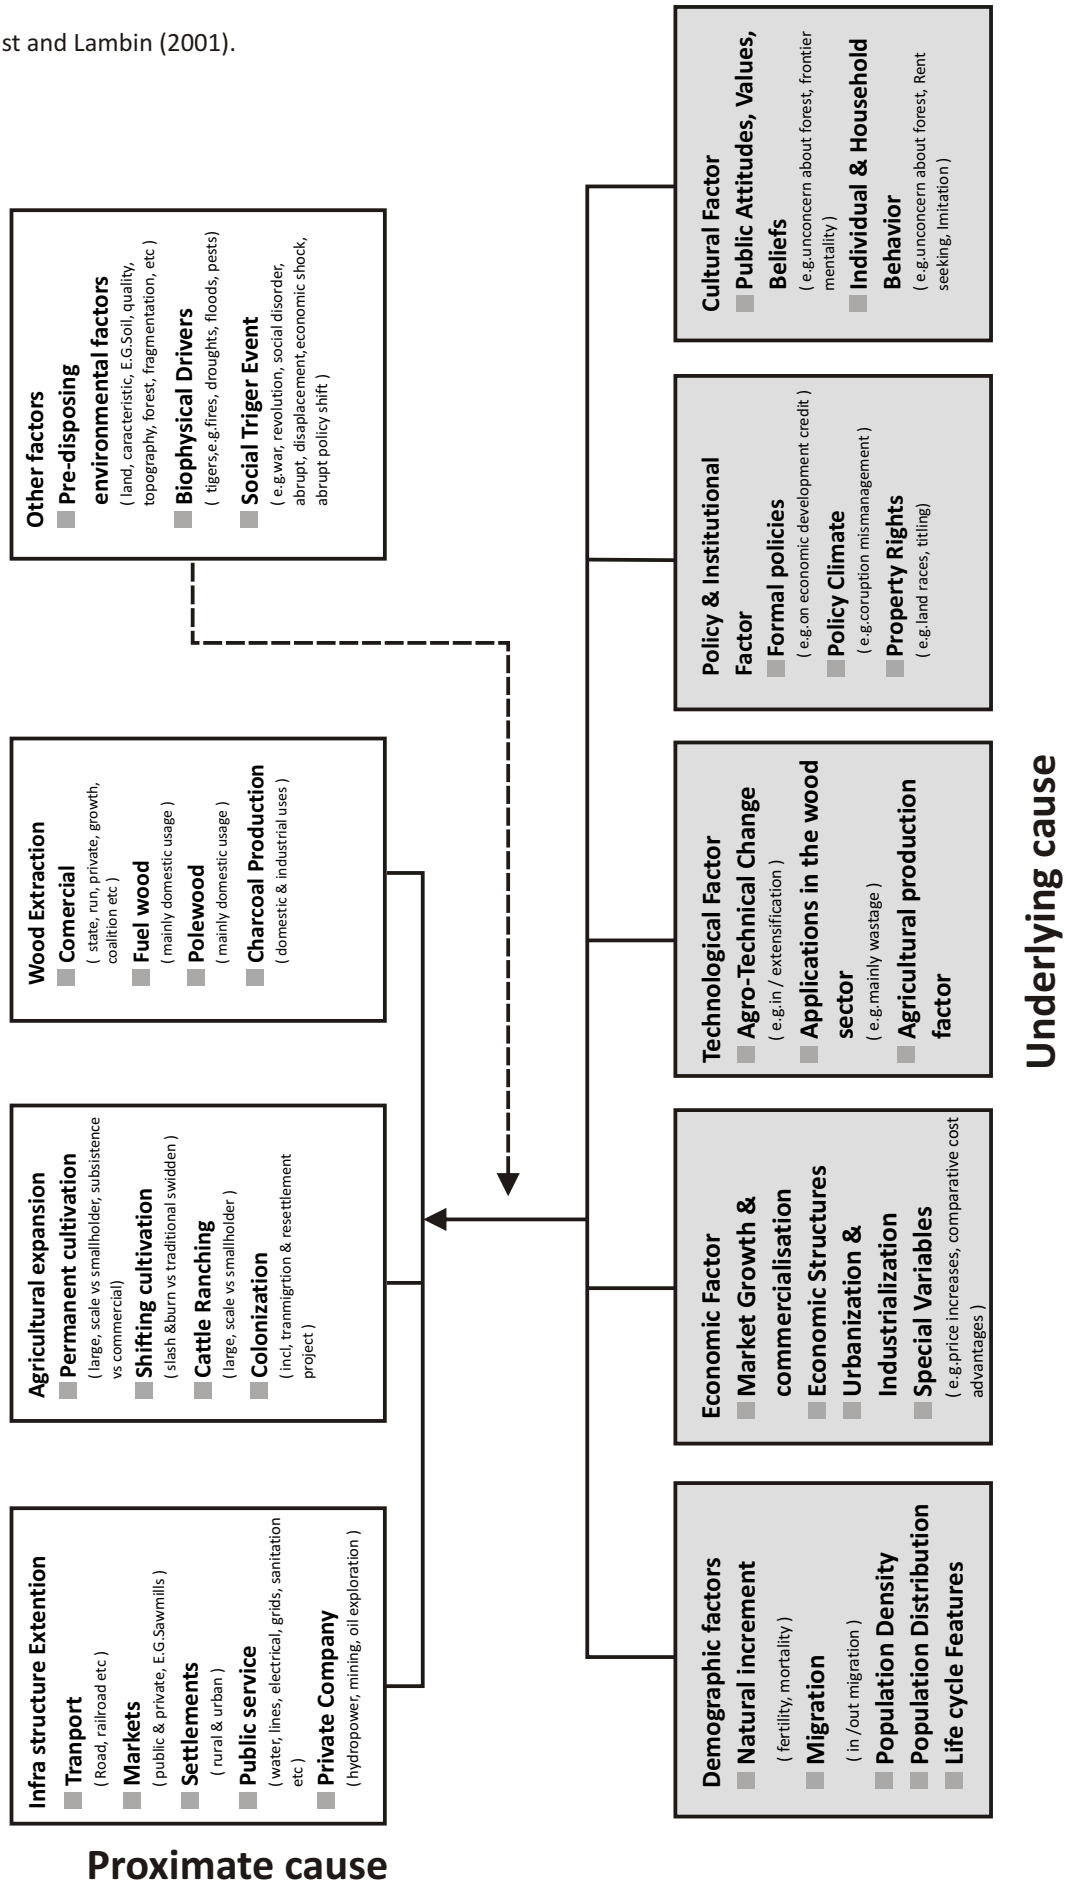 st and Lambin (2001).
Proximate cause
Infra structure Extention
Tranport
( Road, railroad etc )
Markets
( public & private, E.G.Sawmills )
Settlements
( rural & urban )
Public service
( water, lines, electrical, grids, sanitation
etc )
Private Company
( hydropower, mining, oil exploration )
Agricultural expansion
Permanent cultivation
( large, scale vs smallholder, subsistence
vs commercial)
Shifting cultivation
( slash &burn vs traditional swidden )
Cattle Ranching
( large, scale vs smallholder )
Colonization
( incl, tranmigrtion & resettlement
project )
Wood Extraction
Comercial
( state, run, private, growth,
coalition etc )
Fuel wood
( mainly domestic usage )
Polewood
( mainly domestic usage )
Charcoal Production
( domestic & industrial uses )
Other factors
Pre-disposing
environmental factors
( land, caracteristic, E.G.Soil, quality,
topography, forest, fragmentation, etc )
Biophysical Drivers
( tigers,e.g.fires, droughts, floods, pests)
Social Triger Event
( e.g.war, revolution, social disorder,
abrupt, disaplacement,economic shock,
abrupt policy shift )
Demographic factors
Natural increment
( fertility, mortality )
Migration
( in /out migration )
Population Density
Population Distribution
Life cycle Features
Economic Factor
Market Growth &
commercialisation
Economic Structures
Urbanization &
Industrialization
Special Variables
( e.g.price increases, comparative cost
advantages )
Technological Factor
Agro-Technical Change
( e.g.in / extensification )
Applications in the wood
sector
( e.g.mainly wastage )
Agricultural production
factor
Policy & Institutional
Factor
Formal policies
( e.g.on economic development credit )
Policy Climate
( e.g.coruption mismanagement )
Property Rights
( e.g.land races, titling)
Cultural Factor
Public Attitudes, Values,
Beliefs
( e.g.unconcern about forest, frontier
mentality )
Individual & Household
Behavior
( e.g.unconcern about forest, Rent
seeking, Imitation )
Underlying cause